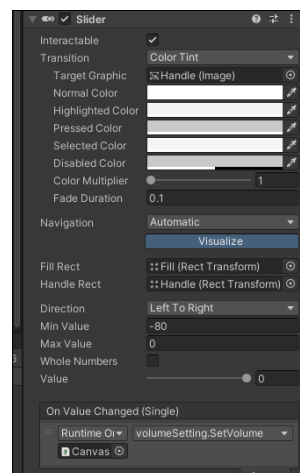 Slider
Interactable
Transition Color Tint
Target Graphic Handle (Image)
Normal Color
Highlighted Color
Pressed Color
Selected Color
Disabled Color
Color Multiplier 1
Fade Duration 0.1
Navigation Automatic
Visualize
Fill Rect Fill (Rect Transform)
Handle Rect Handle (Rect Transform)
Direction Left To Right
Min Value -80
Max Value 0
Whole Numbers
Value 0
On Value Changed (Single)
Runtime volumeSetting.SetVolume
Canvas